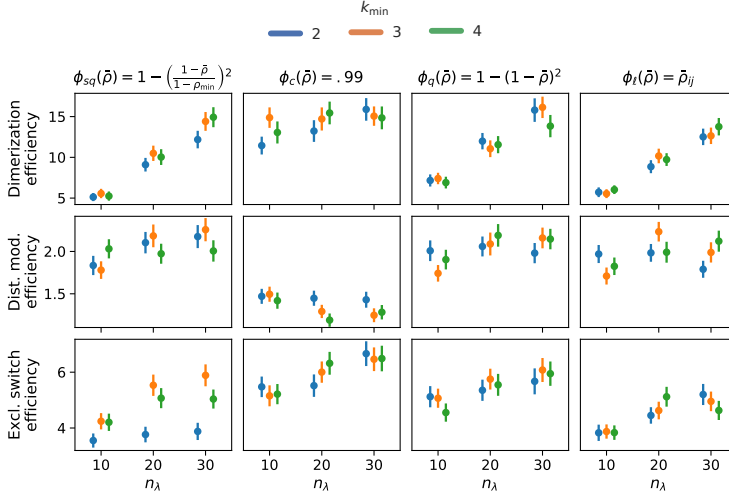 k_min
2 3 4
ϕ_sq(ρ̄) = 1 − ((1−ρ̄)/(1−ρ_min))^2 ϕ_c(ρ̄) = .99 ϕ_q(ρ̄) = 1 − (1 − ρ̄)^2 ϕ_ℓ(ρ̄) = ρ̄_ij
Dimerization
efficiency
15
10
5
Dist. mod.
efficiency
2.0
1.5
Excl. switch
efficiency
6
4
10 20 30 10 20 30 10 20 30 10 20 30
n_λ n_λ n_λ n_λ